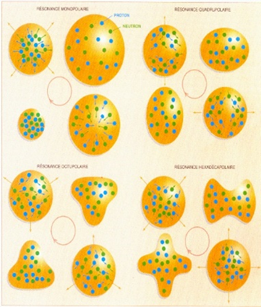 RÉSONANCE MONOPOLAIRE
RÉSONANCE QUADRUPOLAIRE
PROTON
NEUTRON
RÉSONANCE OCTUPOLAIRE
RÉSONANCE HEXADÉCAPOLAIRE